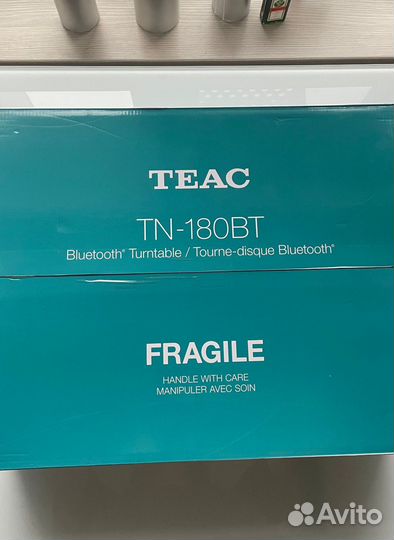 TEAC
TN-180BT
Bluetooth® Turntable / Tourne-disque Bluetooth®
FRAGILE
HANDLE WITH CARE
MANIPULER AVEC SOIN
Avito